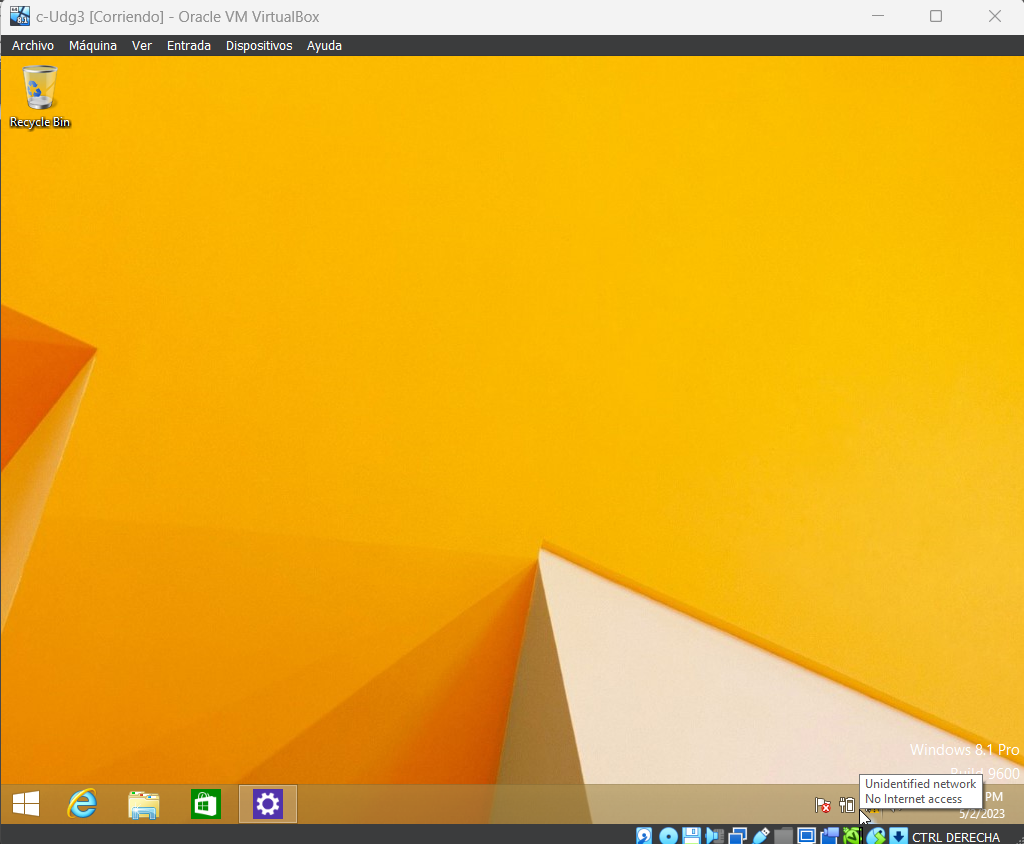 c-Udg3 [Corriendo] - Oracle VM VirtualBox
Archivo Máquina Ver Entrada Dispositivos Ayuda
Recycle Bin
Windows 8.1 Pro
Build 9600
Unidentified network
No Internet access
PM
5/2/2023
CTRL DERECHA